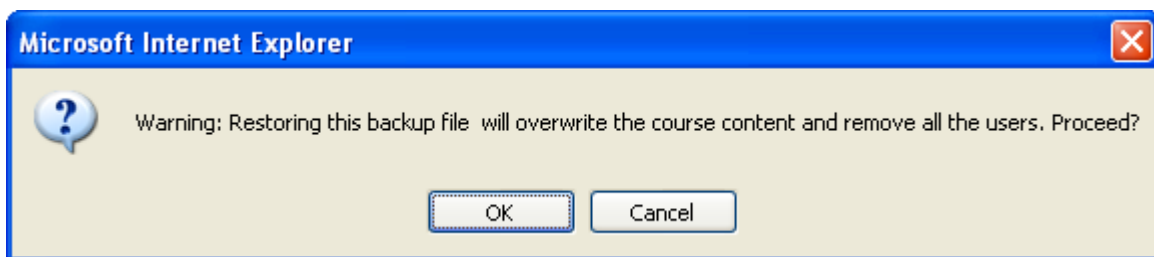 Microsoft Internet Explorer
Warning: Restoring this backup file  will overwrite the course content and remove all the users. Proceed?
OK
Cancel